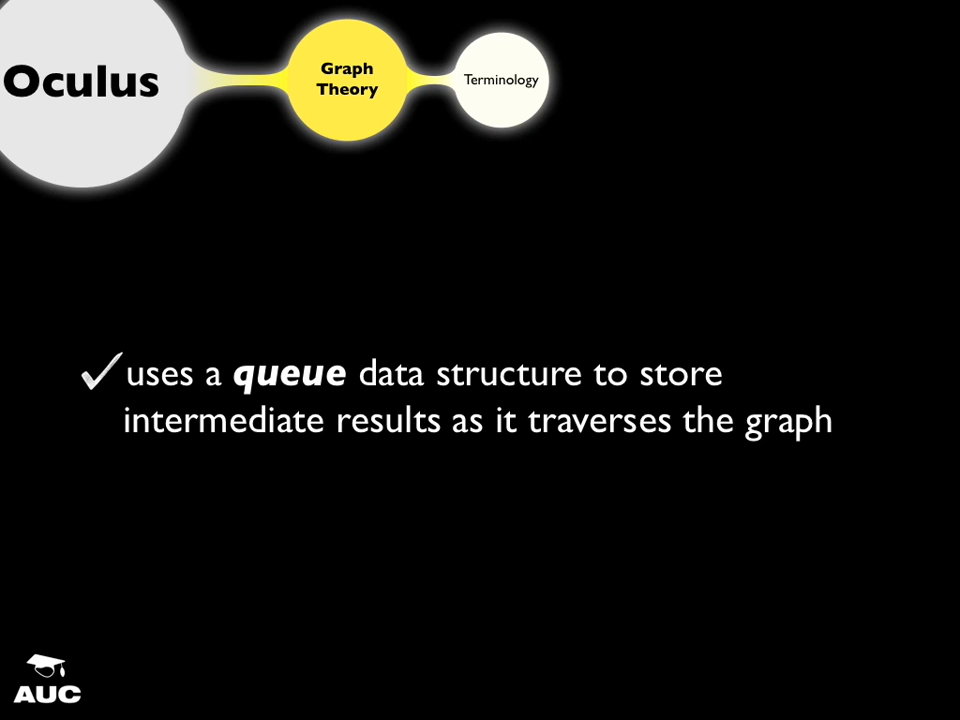 Oculus
Graph
Theory
Terminology
uses a queue data structure to store
intermediate results as it traverses the graph
AUC